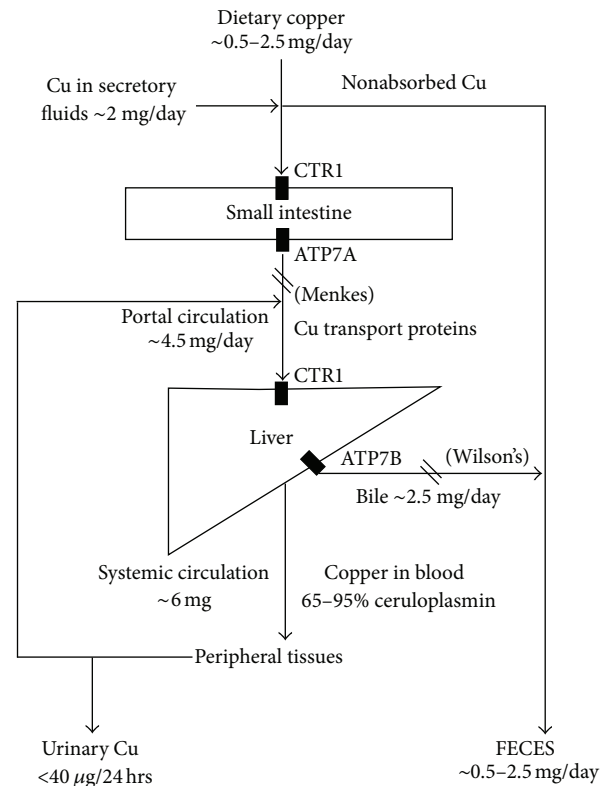 Dietary copper
~0.5–2.5 mg/day
Cu in secretory
fluids ~2 mg/day
Nonabsorbed Cu
CTR1
Small intestine
ATP7A
(Menkes)
Portal circulation
~4.5 mg/day
Cu transport proteins
CTR1
Liver
ATP7B
(Wilson's)
Bile ~2.5 mg/day
Systemic circulation
~6 mg
Copper in blood
65–95% ceruloplasmin
Peripheral tissues
Urinary Cu
<40 μg/24 hrs
FECES
~0.5–2.5 mg/day